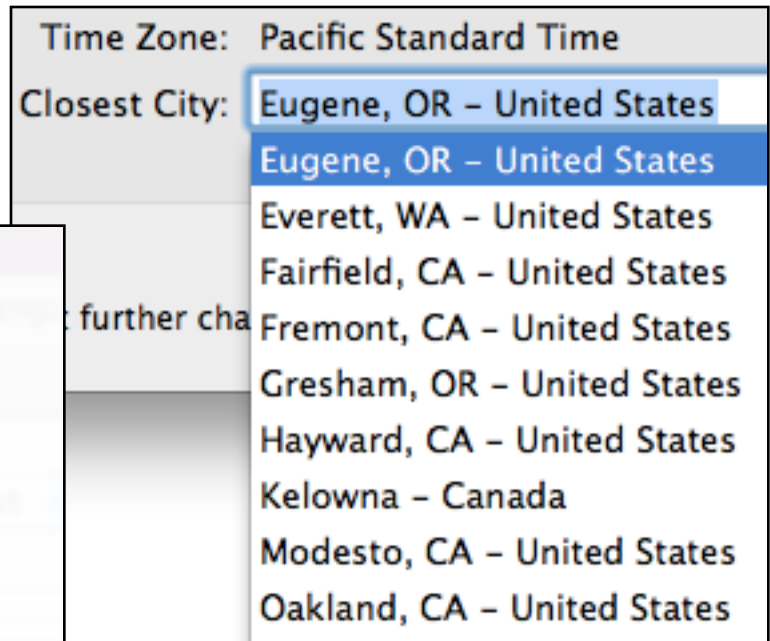 Time Zone: Pacific Standard Time
Closest City: Eugene, OR – United States
Eugene, OR – United States
Everett, WA – United States
Fairfield, CA – United States
further cha
Fremont, CA – United States
Gresham, OR – United States
Hayward, CA – United States
Kelowna – Canada
Modesto, CA – United States
Oakland, CA – United States